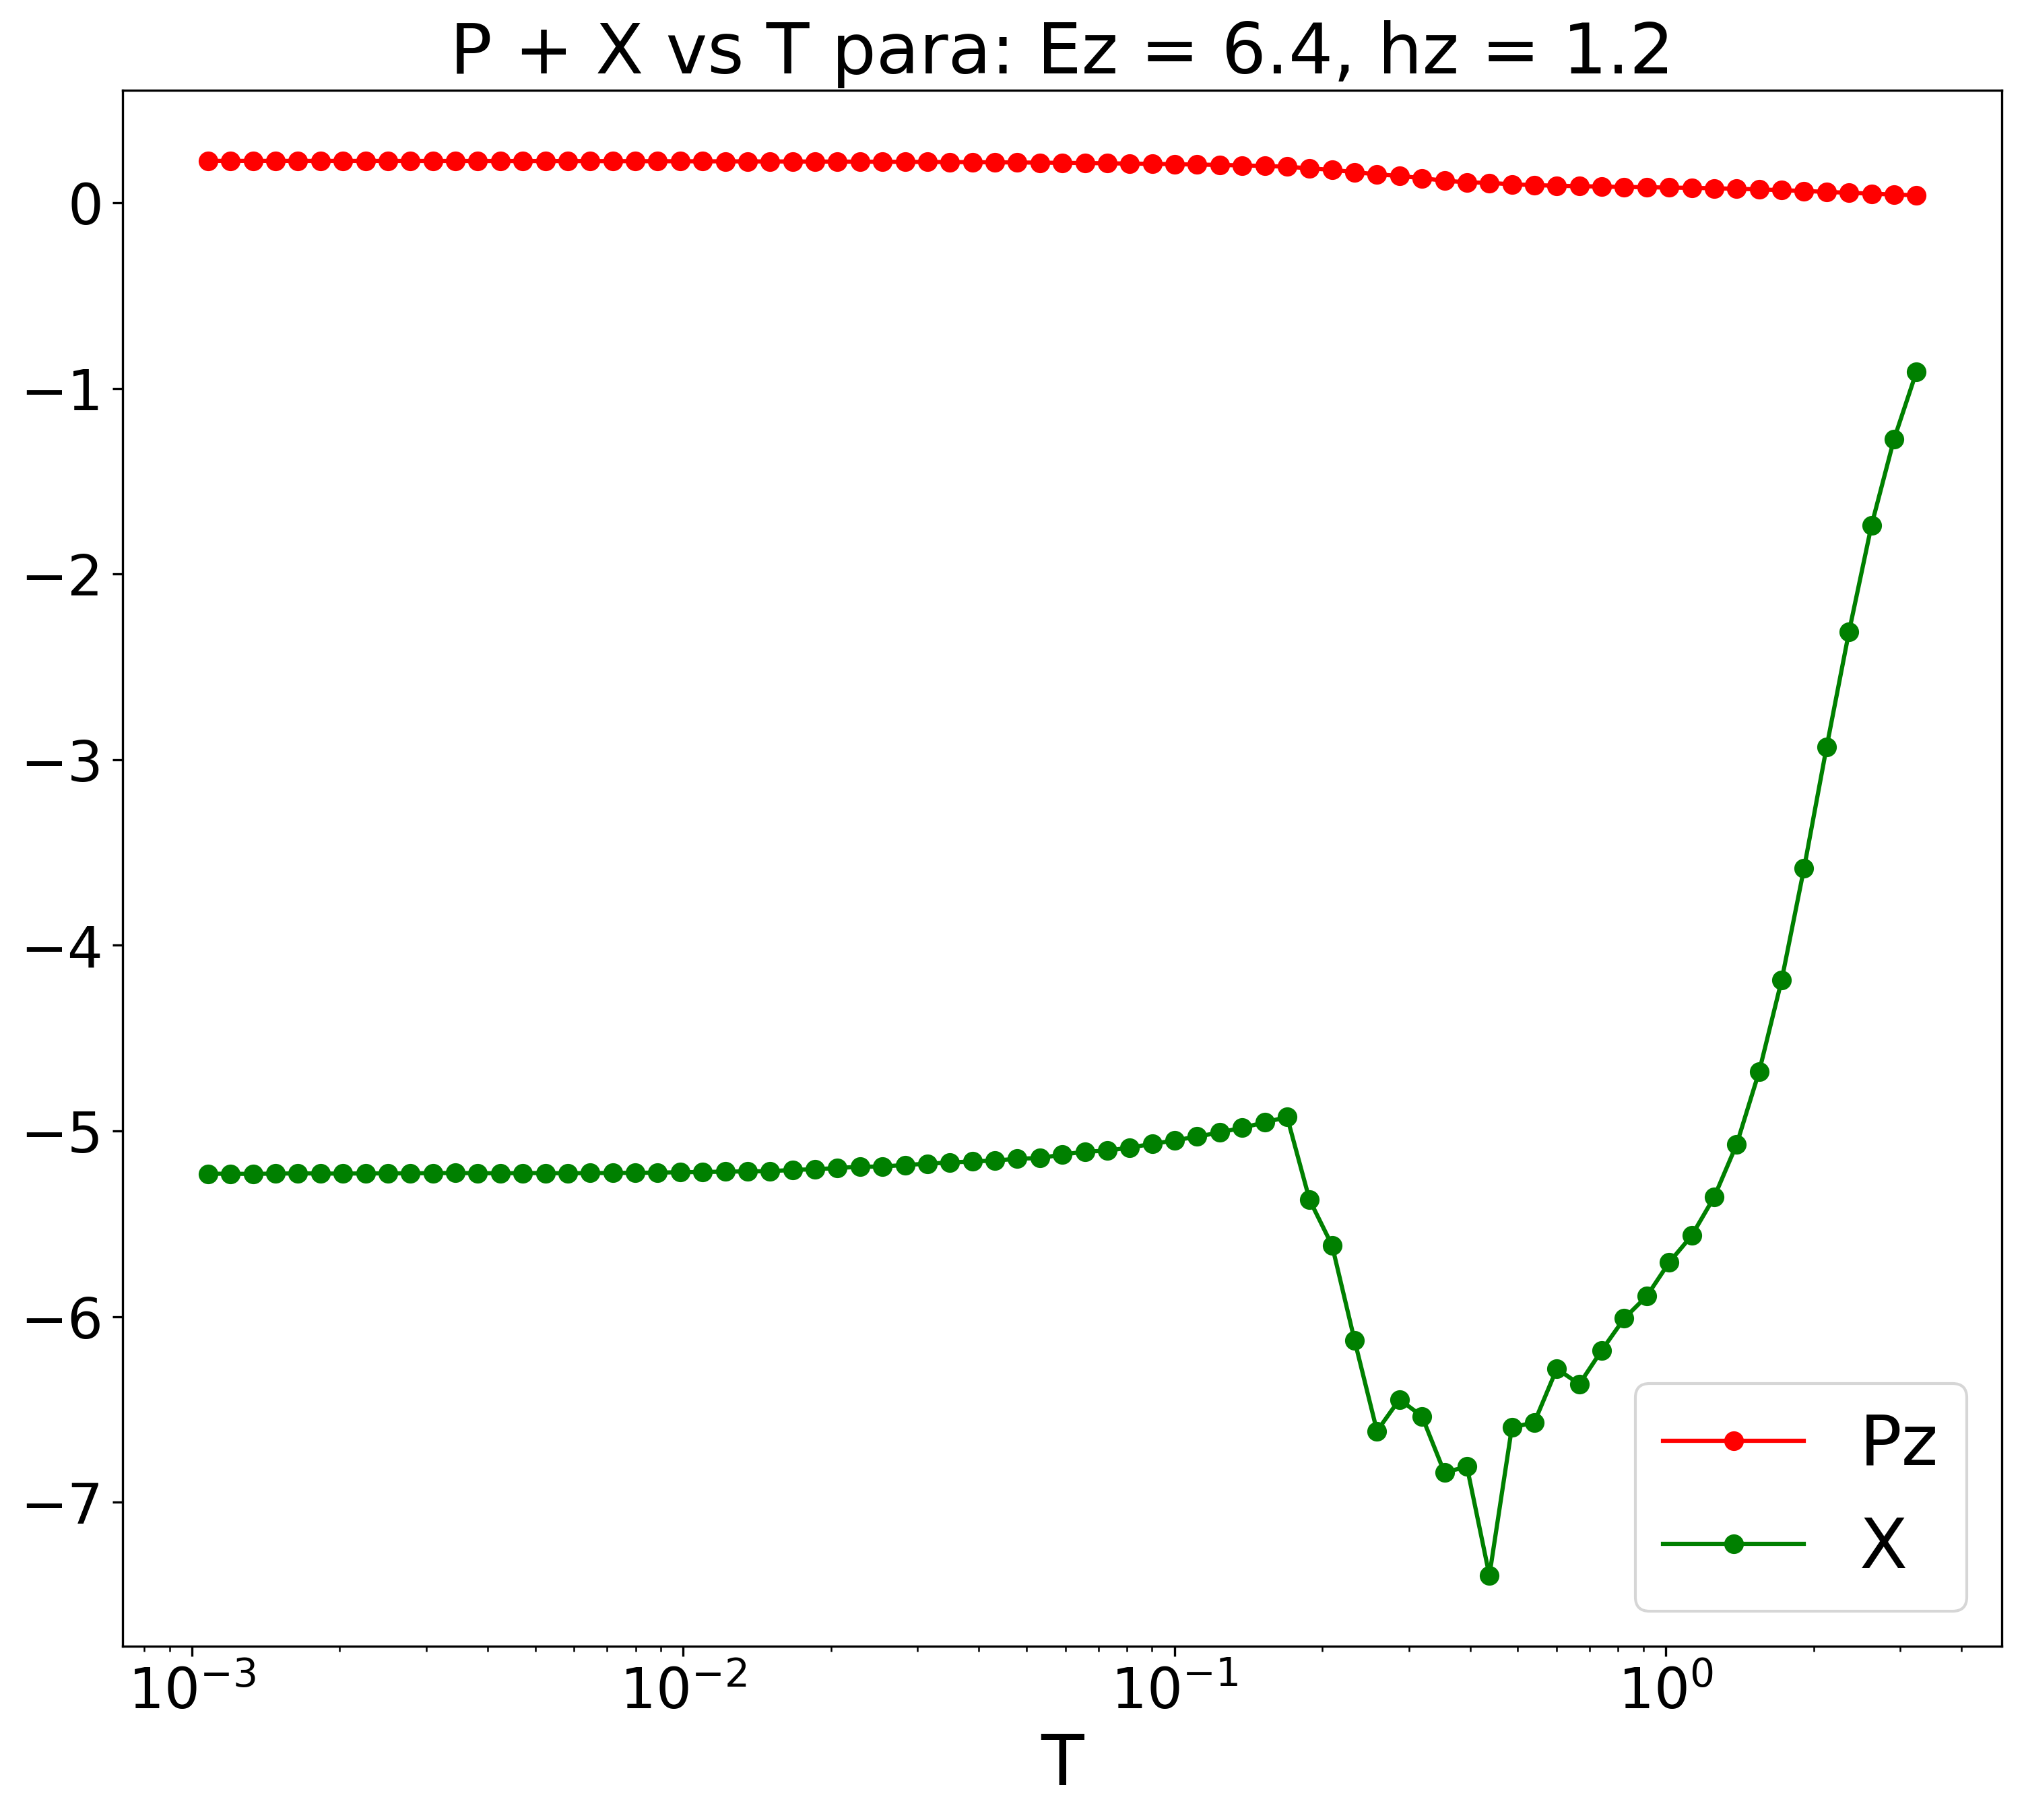 P + X vs T para: Ez = 6.4, hz = 1.2
0
−1
−2
−3
−4
−5
−6
−7
Pz
X
10⁻³ 10⁻² 10⁻¹ 10⁰
T